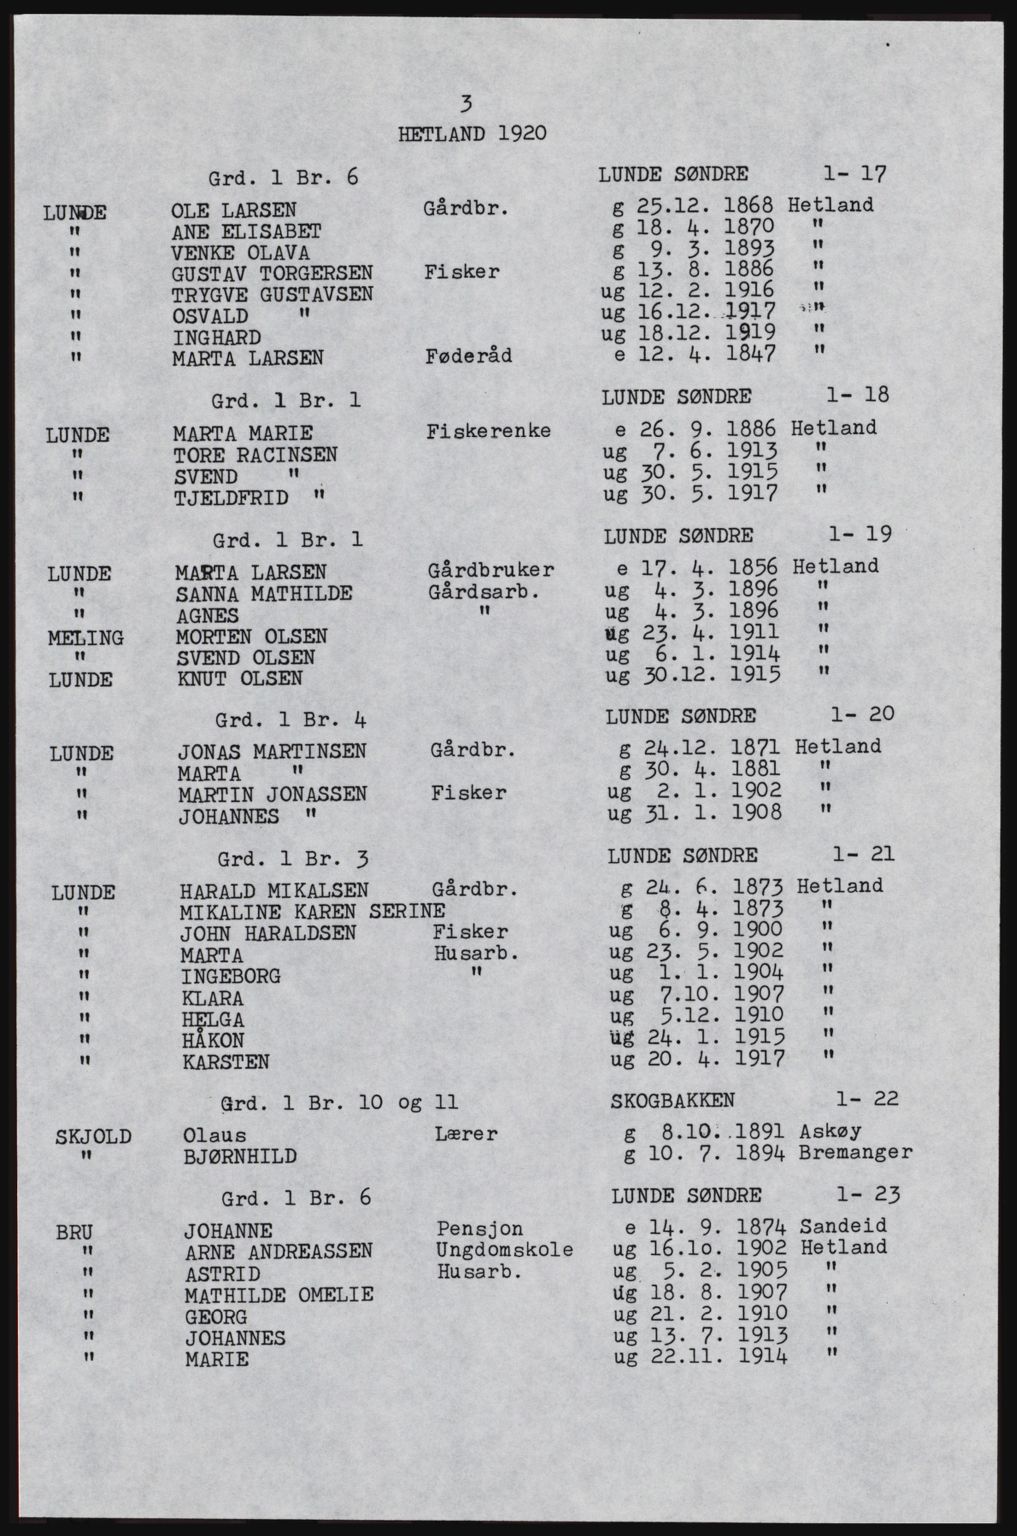 3
HETLAND 1920
Grd. 1 Br. 6 LUNDE SØNDRE 1- 17
LUNDE OLE LARSEN Gårdbr. g 25.12. 1868 Hetland
" ANE ELISABET g 18. 4. 1870 "
" VENKE OLAVA g 9. 3. 1893 "
" GUSTAV TORGERSEN Fisker g 13. 8. 1886 "
" TRYGVE GUSTAVSEN ug 12. 2. 1916 "
" OSVALD " ug 16.12. 1917 "
" INGHARD ug 18.12. 1919 "
" MARTA LARSEN Føderåd e 12. 4. 1847 "
Grd. 1 Br. 1 LUNDE SØNDRE 1- 18
LUNDE MARTA MARIE Fiskerenke e 26. 9. 1886 Hetland
" TORE RACINSEN ug 7. 6. 1913 "
" SVEND " ug 30. 5. 1915 "
" TJELDFRID " ug 30. 5. 1917 "
Grd. 1 Br. 1 LUNDE SØNDRE 1- 19
LUNDE MARTA LARSEN Gårdbruker e 17. 4. 1856 Hetland
" SANNA MATHILDE Gårdsarb. ug 4. 3. 1896 "
" AGNES " ug 4. 3. 1896 "
MELING MORTEN OLSEN ug 23. 4. 1911 "
" SVEND OLSEN ug 6. 1. 1914 "
LUNDE KNUT OLSEN ug 30.12. 1915 "
Grd. 1 Br. 4 LUNDE SØNDRE 1- 20
LUNDE JONAS MARTINSEN Gårdbr. g 24.12. 1871 Hetland
" MARTA " g 30. 4. 1881 "
" MARTIN JONASSEN Fisker ug 2. 1. 1902 "
" JOHANNES " ug 31. 1. 1908 "
Grd. 1 Br. 3 LUNDE SØNDRE 1- 21
LUNDE HARALD MIKALSEN Gårdbr. g 24. 6. 1873 Hetland
" MIKALINE KAREN SERINE g 8. 4. 1873 "
" JOHN HARALDSEN Fisker ug 6. 9. 1900 "
" MARTA Husarb. ug 23. 5. 1902 "
" INGEBORG " ug 1. 1. 1904 "
" KLARA ug 7.10. 1907 "
" HELGA ug 5.12. 1910 "
" HÅKON ug 24. 1. 1915 "
" KARSTEN ug 20. 4. 1917 "
Grd. 1 Br. 10 og 11 SKOGBAKKEN 1- 22
SKJOLD Olaus Lærer g 8.10. 1891 Askøy
" BJØRNHILD g 10. 7. 1894 Bremanger
Grd. 1 Br. 6 LUNDE SØNDRE 1- 23
BRU JOHANNE Pensjon e 14. 9. 1874 Sandeid
" ARNE ANDREASSEN Ungdomskole ug 16.1o. 1902 Hetland
" ASTRID Husarb. ug 5. 2. 1905 "
" MATHILDE OMELIE ug 18. 8. 1907 "
" GEORG ug 21. 2. 1910 "
" JOHANNES ug 13. 7. 1913 "
" MARIE ug 22.11. 1914 "